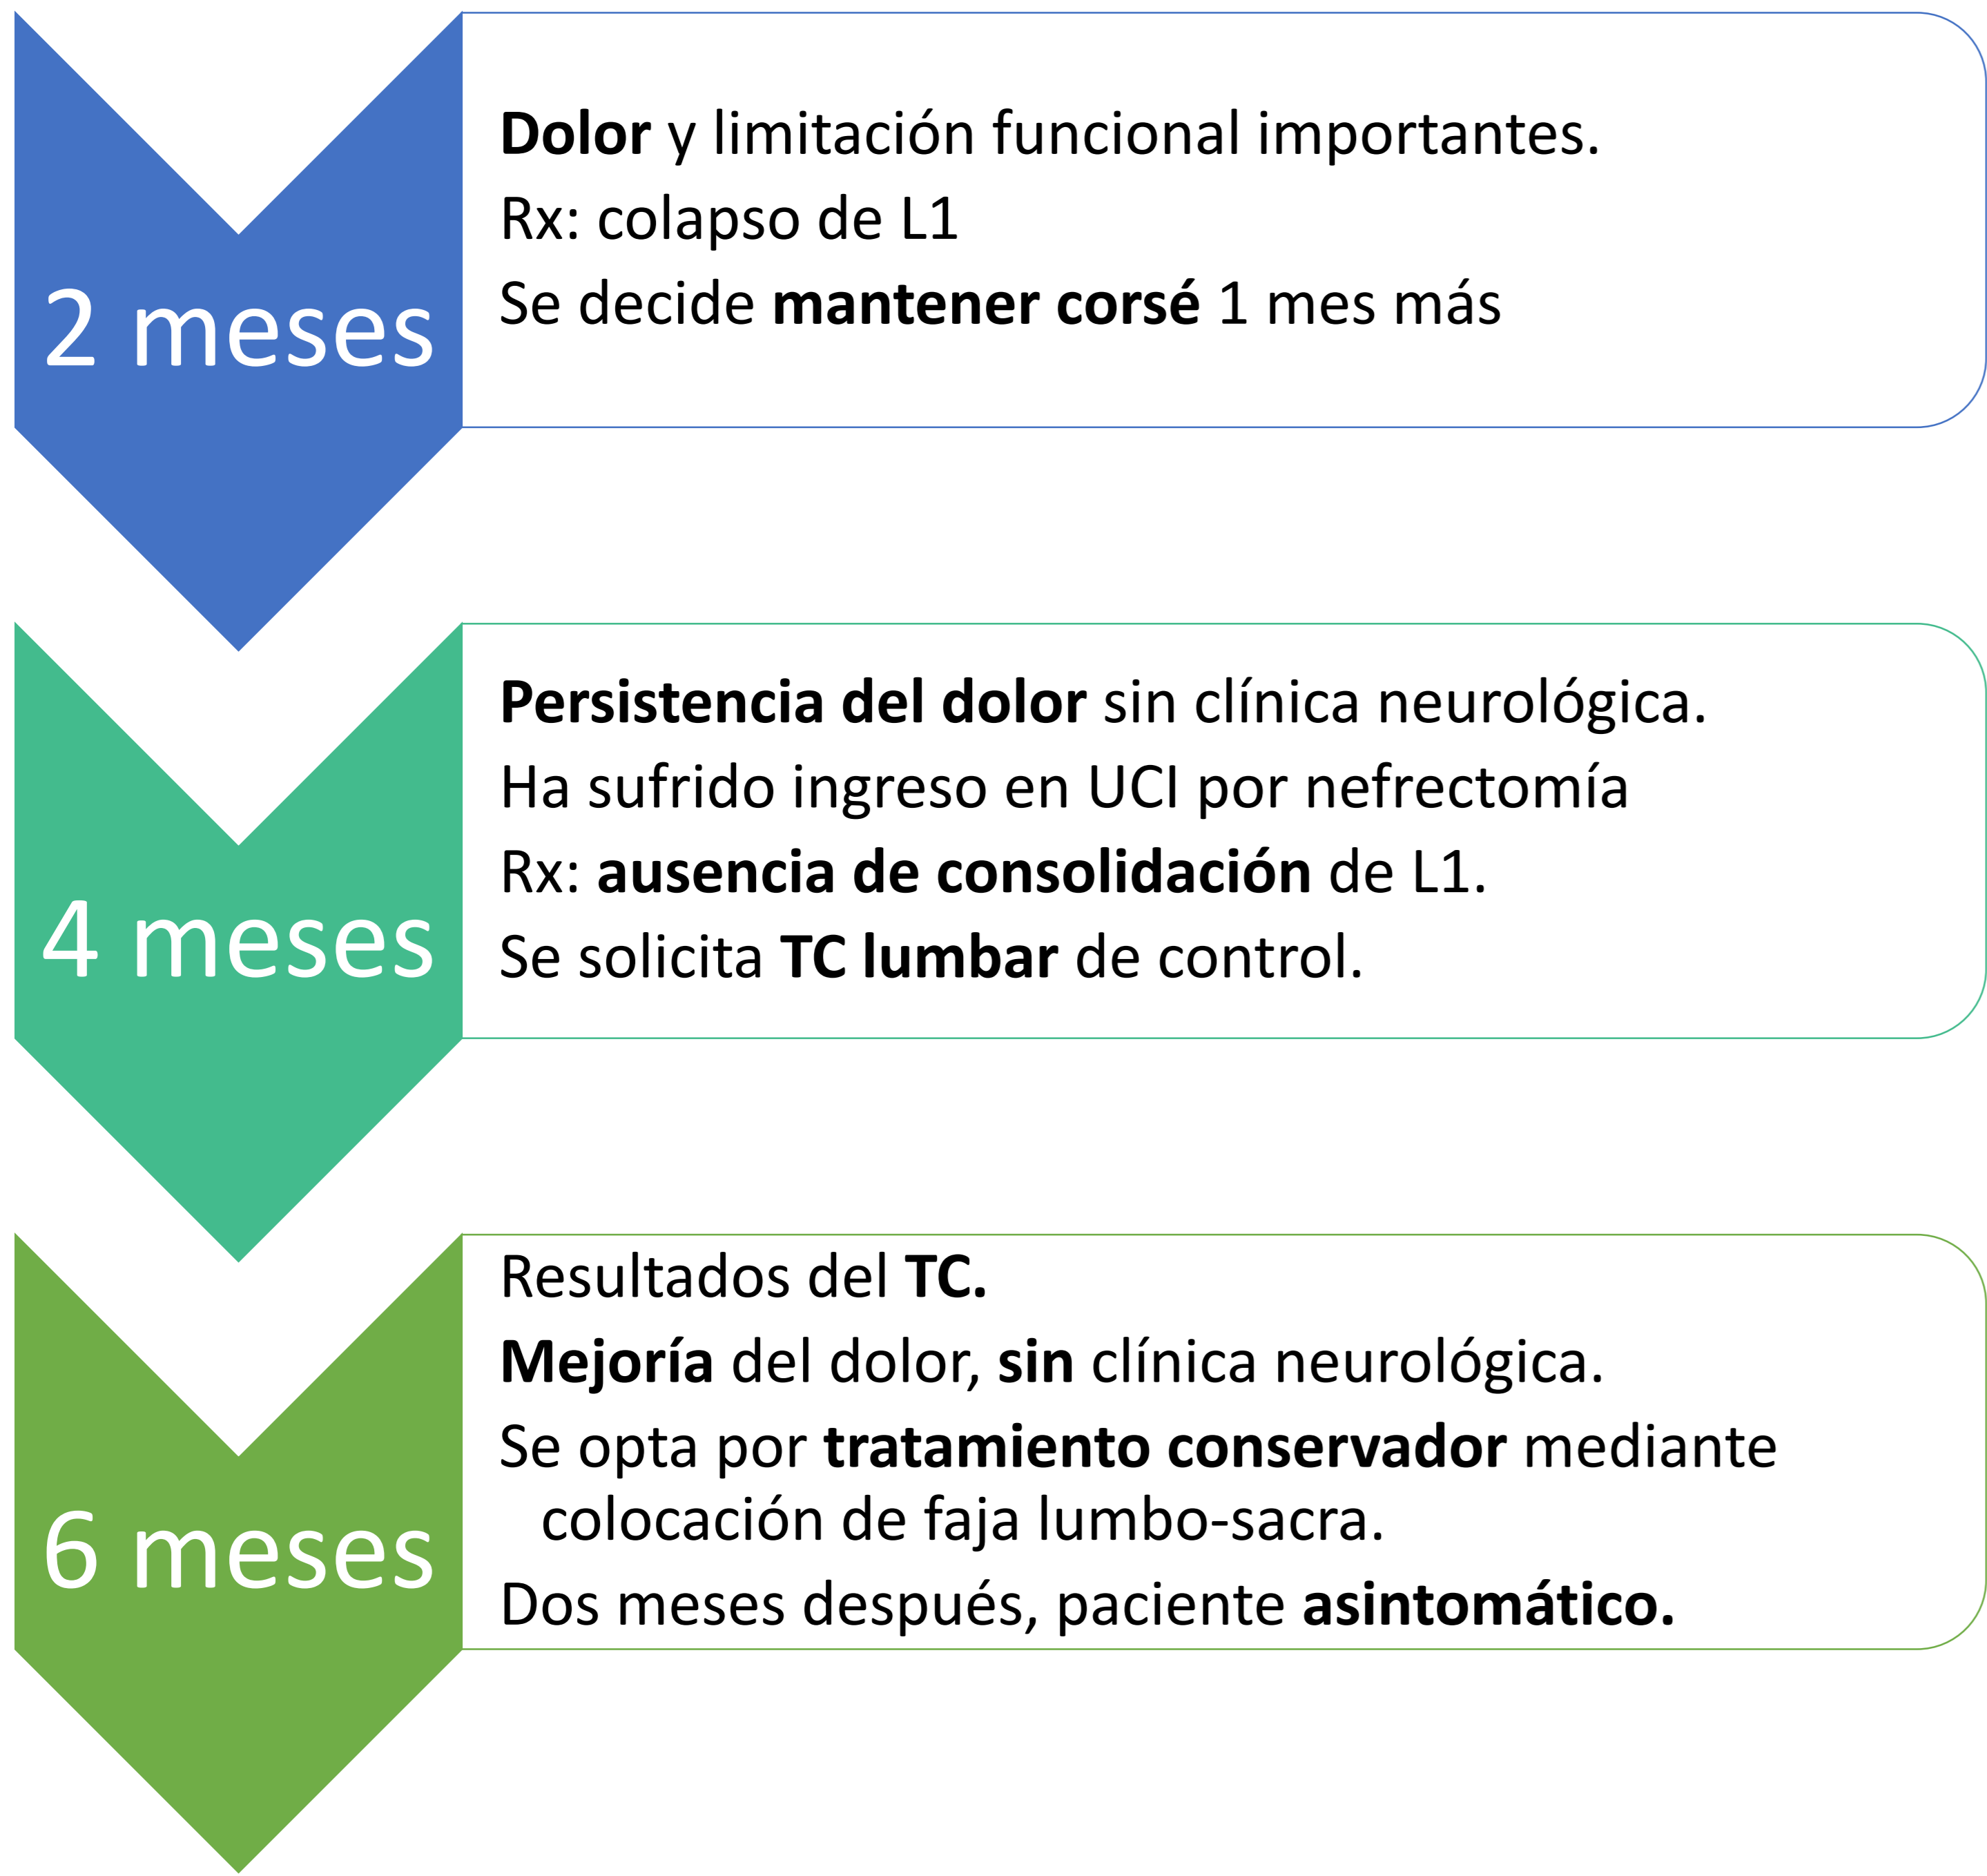 2 meses
Dolor y limitación funcional importantes.
Rx: colapso de L1
Se decide mantener corsé 1 mes más
4 meses
Persistencia del dolor sin clínica neurológica.
Ha sufrido ingreso en UCI por nefrectomía
Rx: ausencia de consolidación de L1.
Se solicita TC lumbar de control.
6 meses
Resultados del TC.
Mejoría del dolor, sin clínica neurológica.
Se opta por tratamiento conservador mediante
colocación de faja lumbo-sacra.
Dos meses después, paciente asintomático.